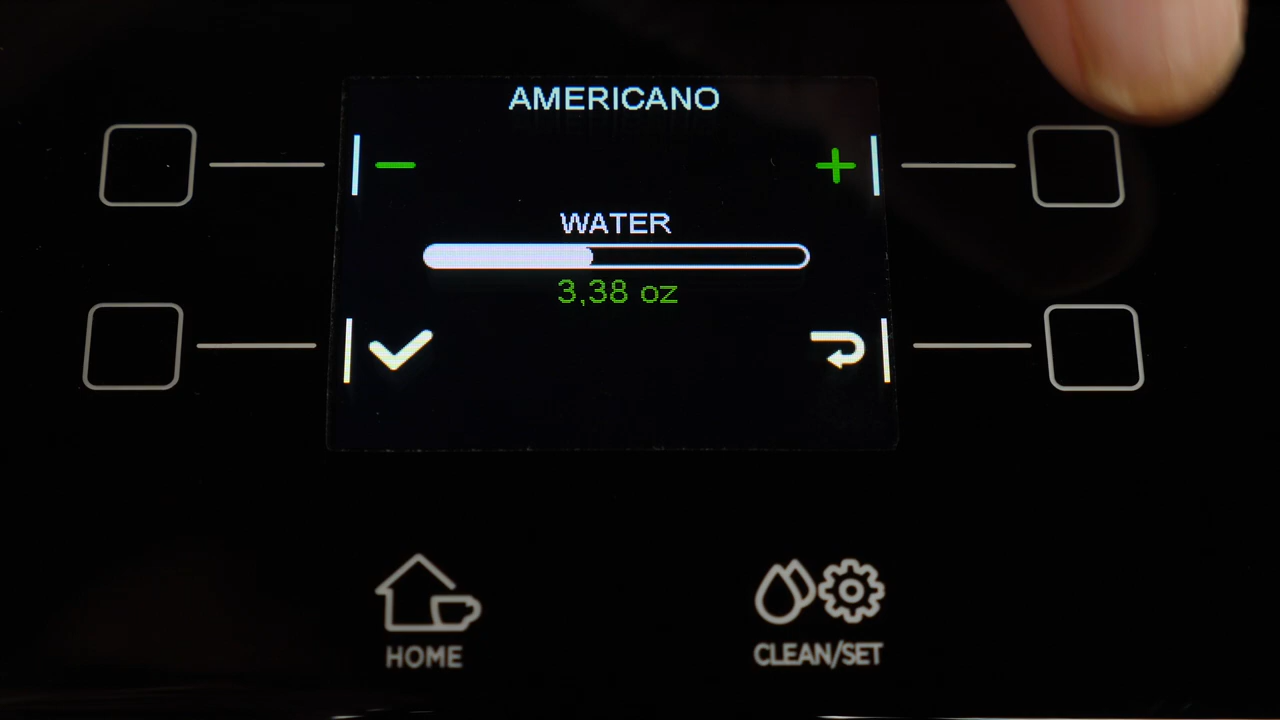 AMERICANO
− +
WATER
3,38 oz
HOME
CLEAN/SET